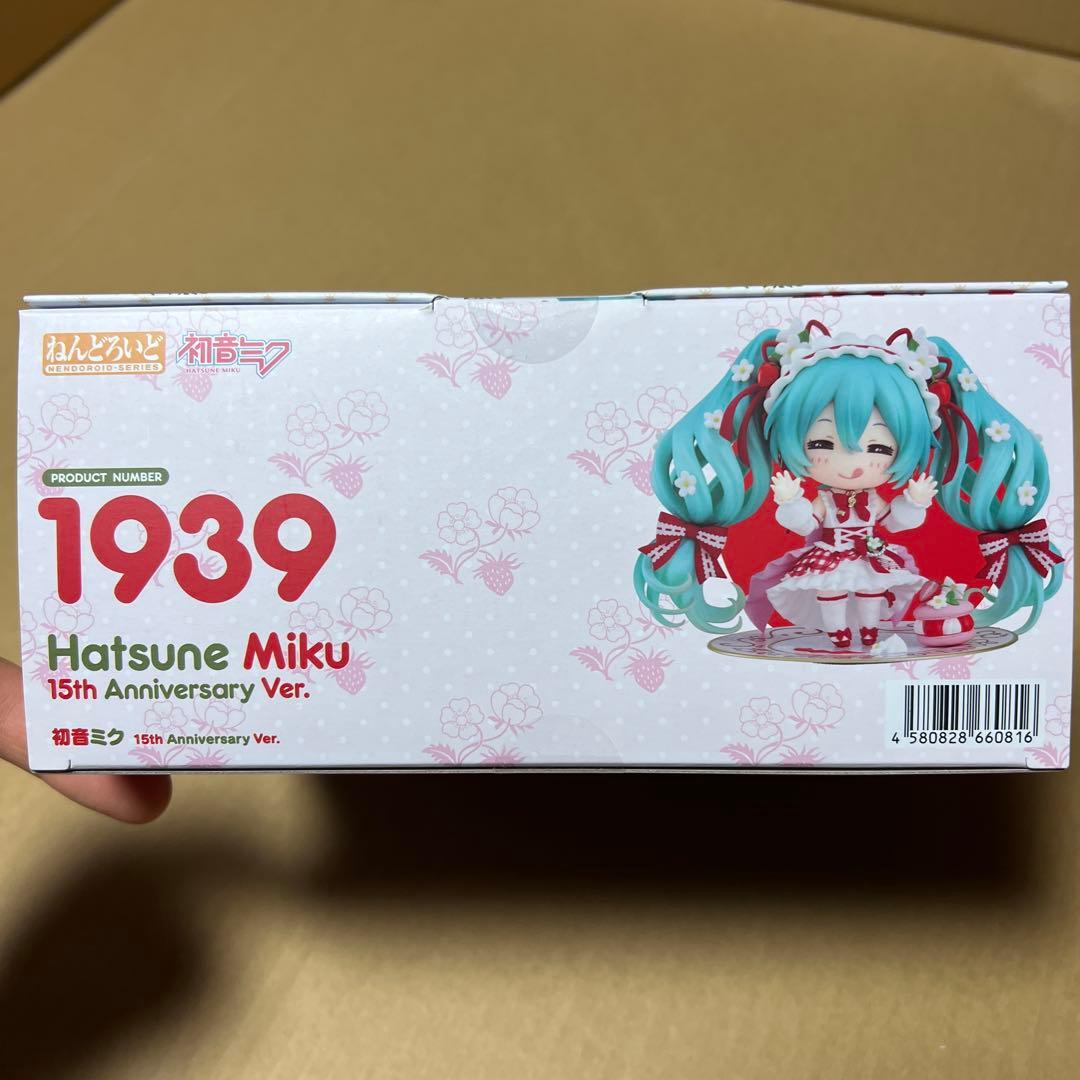 ねんどろいど
NENDOROID-SERIES
初音ミク
HATSUNE MIKU
PRODUCT NUMBER
1939
Hatsune Miku
15th Anniversary Ver.
初音ミク 15th Anniversary Ver.
4 580828 660816